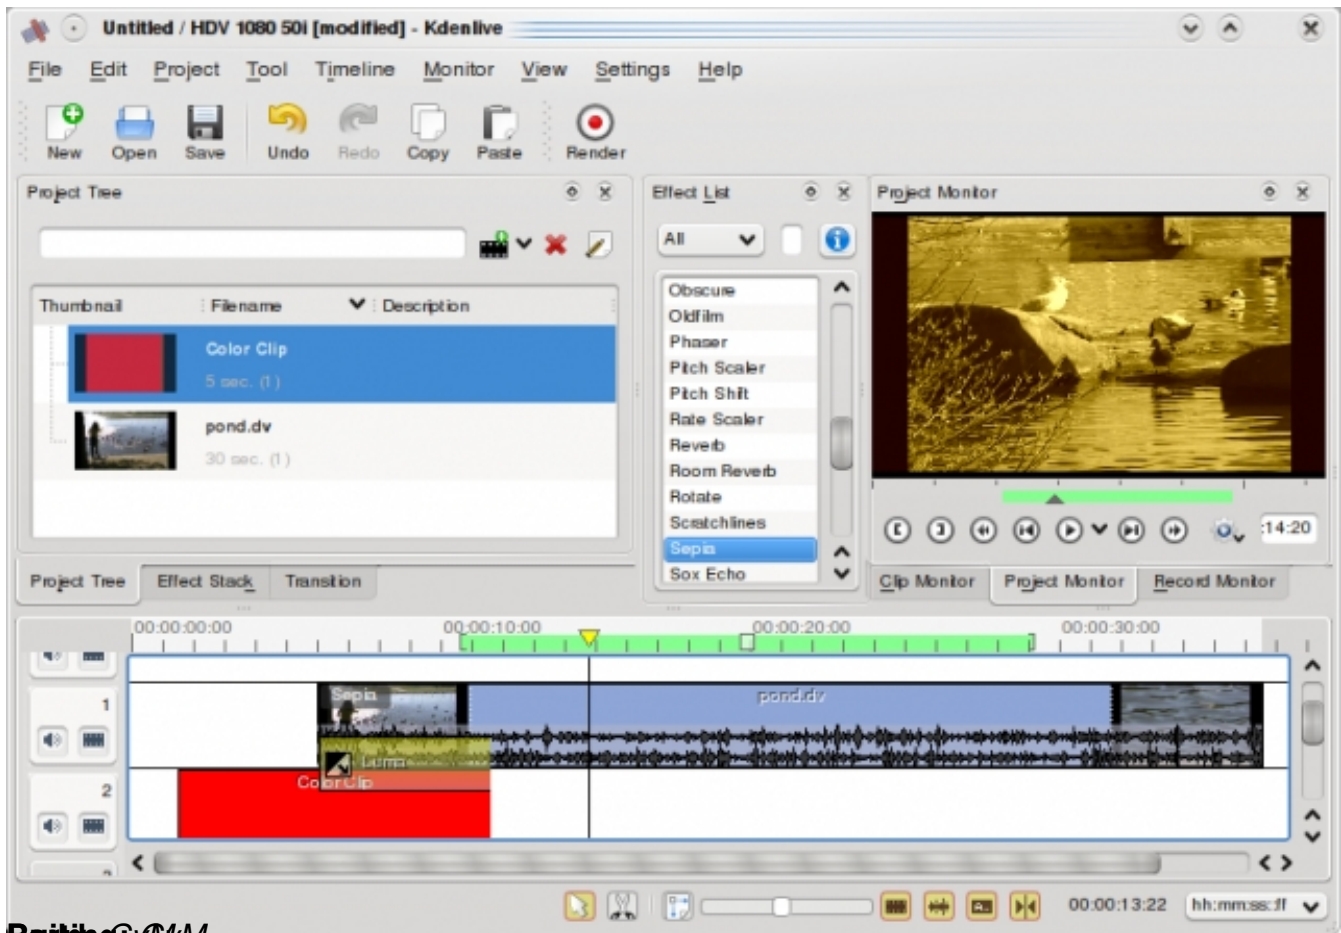 Untitled / HDV 1080 50i [modified] - Kdenlive
File Edit Project Tool Timeline Monitor View Settings Help
New Open Save Undo Redo Copy Paste Render
Project Tree
Effect List
Project Monitor
All
Thumbnail Filename Description
Color Clip
5 sec. (1)
pond.dv
30 sec. (1)
Obscure
Oldfilm
Phaser
Pitch Scaler
Pitch Shift
Rate Scaler
Reverb
Room Reverb
Rotate
Scratchlines
Sepia
Sox Echo
:14:20
Project Tree Effect Stack Transition
Clip Monitor Project Monitor Record Monitor
00:00:00:00 00:00:10:00 00:00:20:00 00:00:30:00
1
Sepia
pond.dv
Luma
2
Color Clip
00:00:13:22 hh:mm:ss::ff